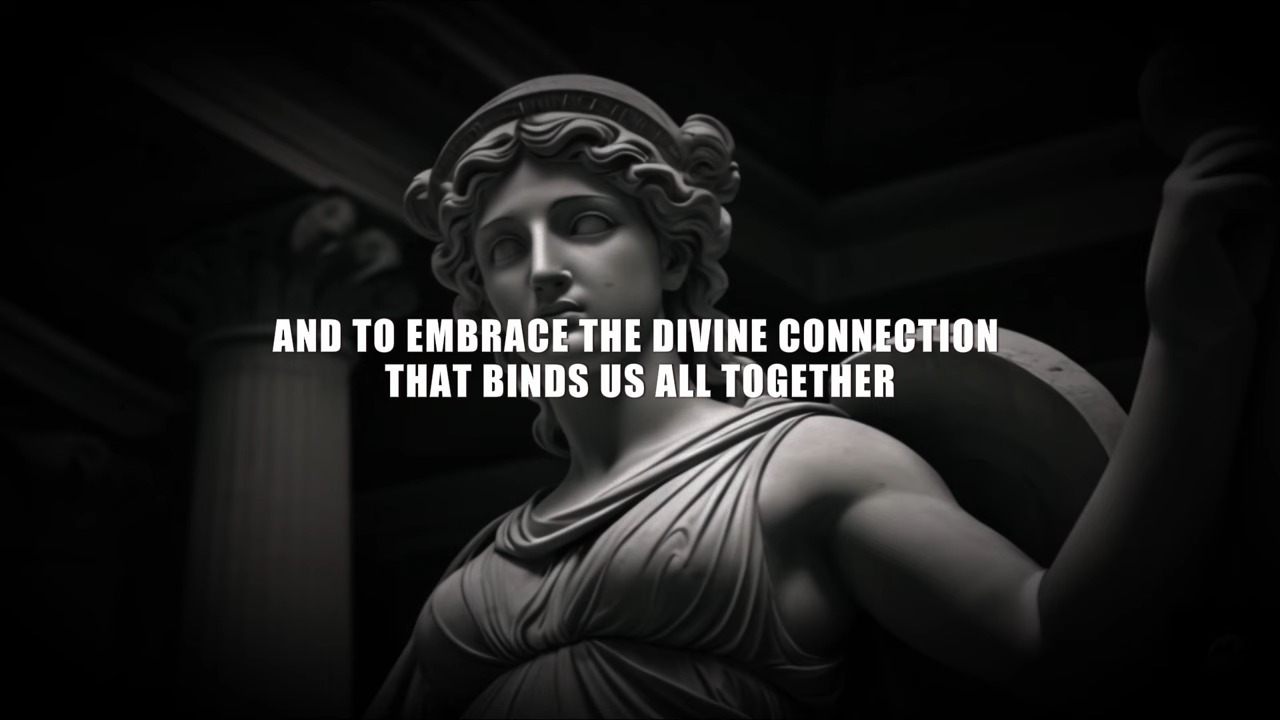 AND TO EMBRACE THE DIVINE CONNECTION
THAT BINDS US ALL TOGETHER